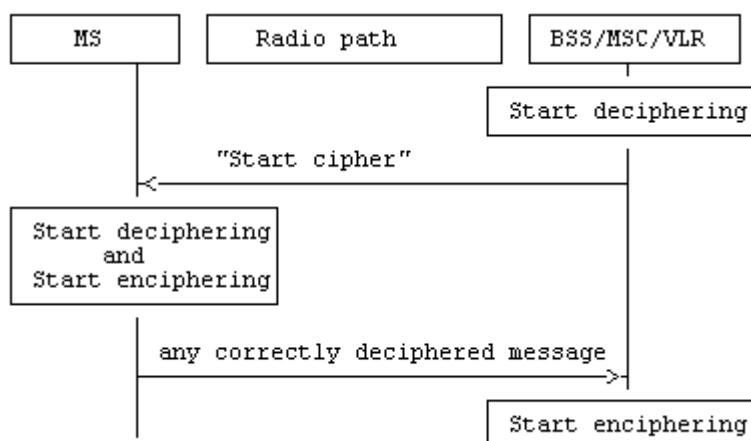 MS
Radio path
BSS/MSC/VLR
Start deciphering
"Start cipher"
Start deciphering
and
Start enciphering
any correctly deciphered message
Start enciphering